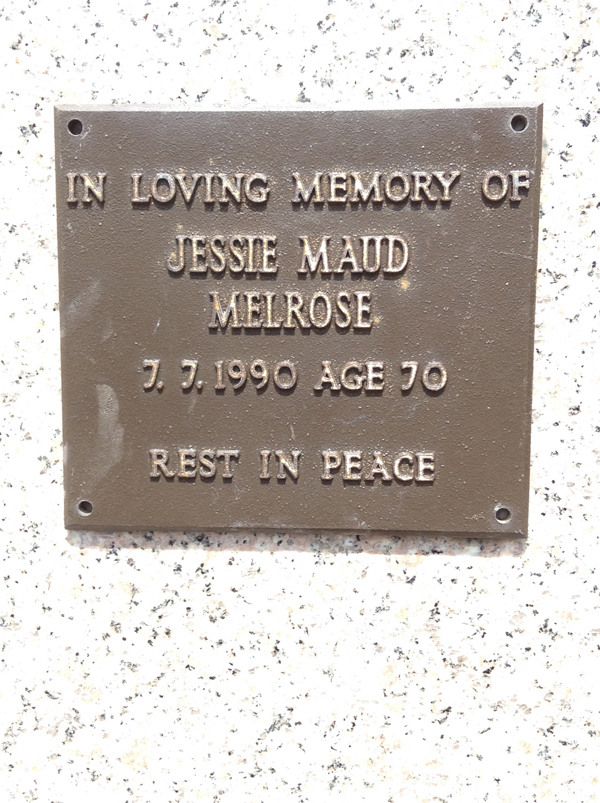 IN LOVING MEMORY OF
JESSIE MAUD
MELROSE
7. 7. 1990 AGE 70
REST IN PEACE